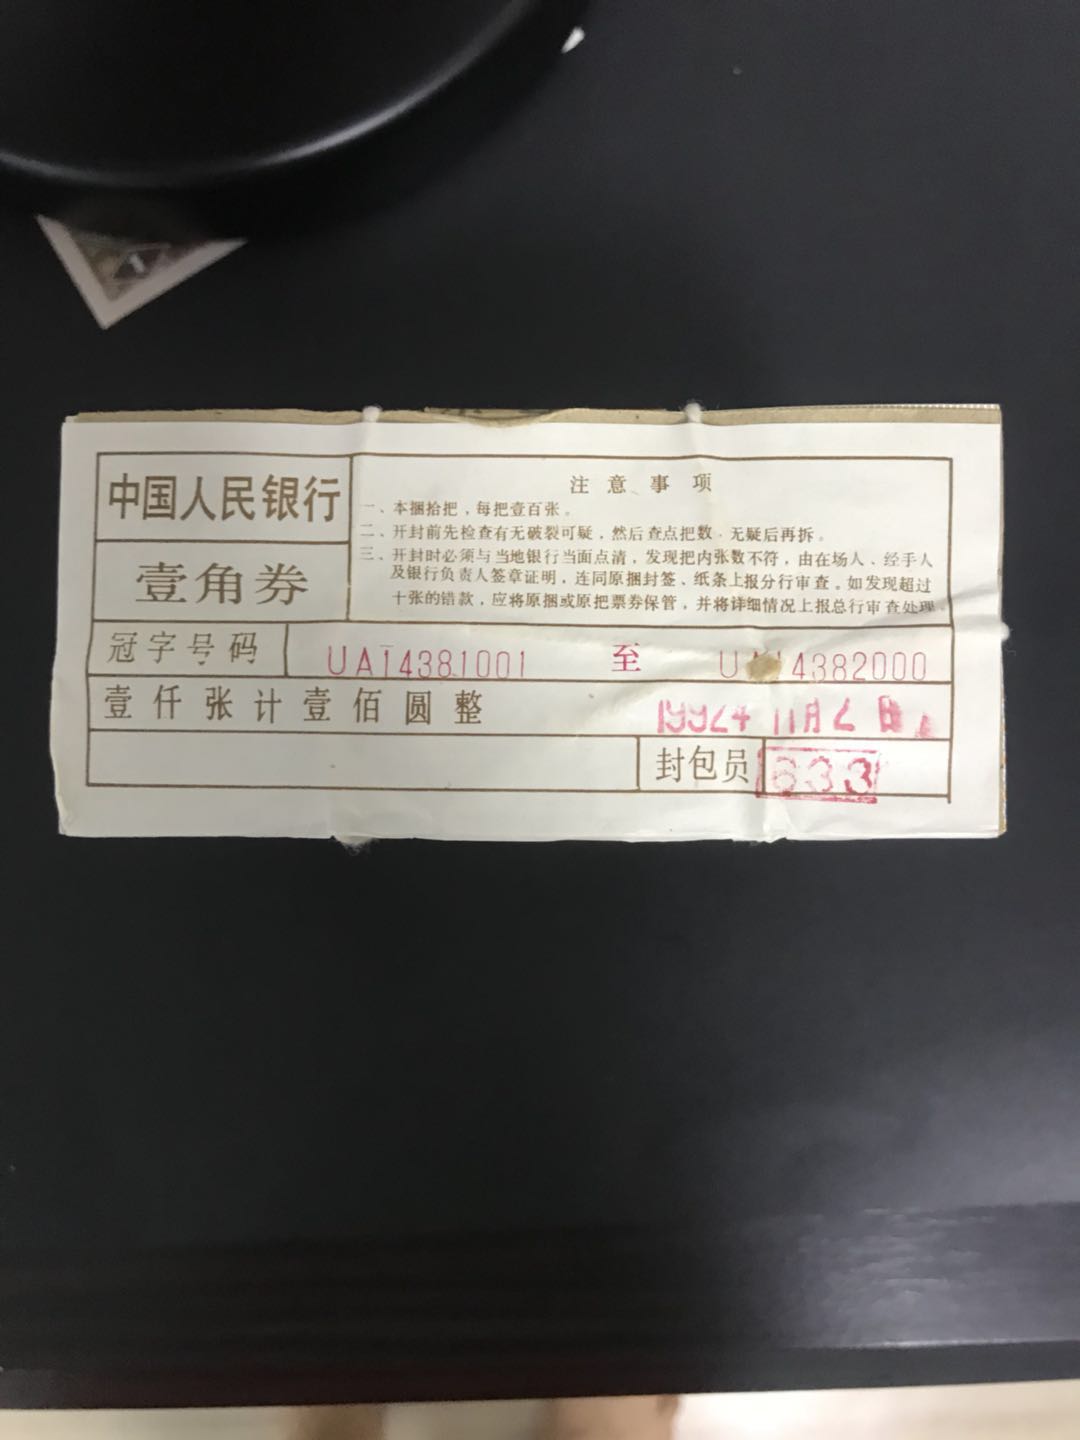 中国人民银行
壹角券
注意事项
一、本捆拾把，每把壹百张。
二、开封前先检查有无破裂可疑，然后查点把数，无疑后再拆。
三、开封时必须与当地银行当面点清，发现把内张数不符，由在场人、经手人
及银行负责人签章证明，连同原捆封签、纸条上报分行审查。如发现超过
十张的错款，应将原捆或原把票券保管，并将详细情况上报总行审查处理。
冠字号码 UA14381001 至 14382000
壹仟张计壹佰圆整
11月 日
封包员 633
1